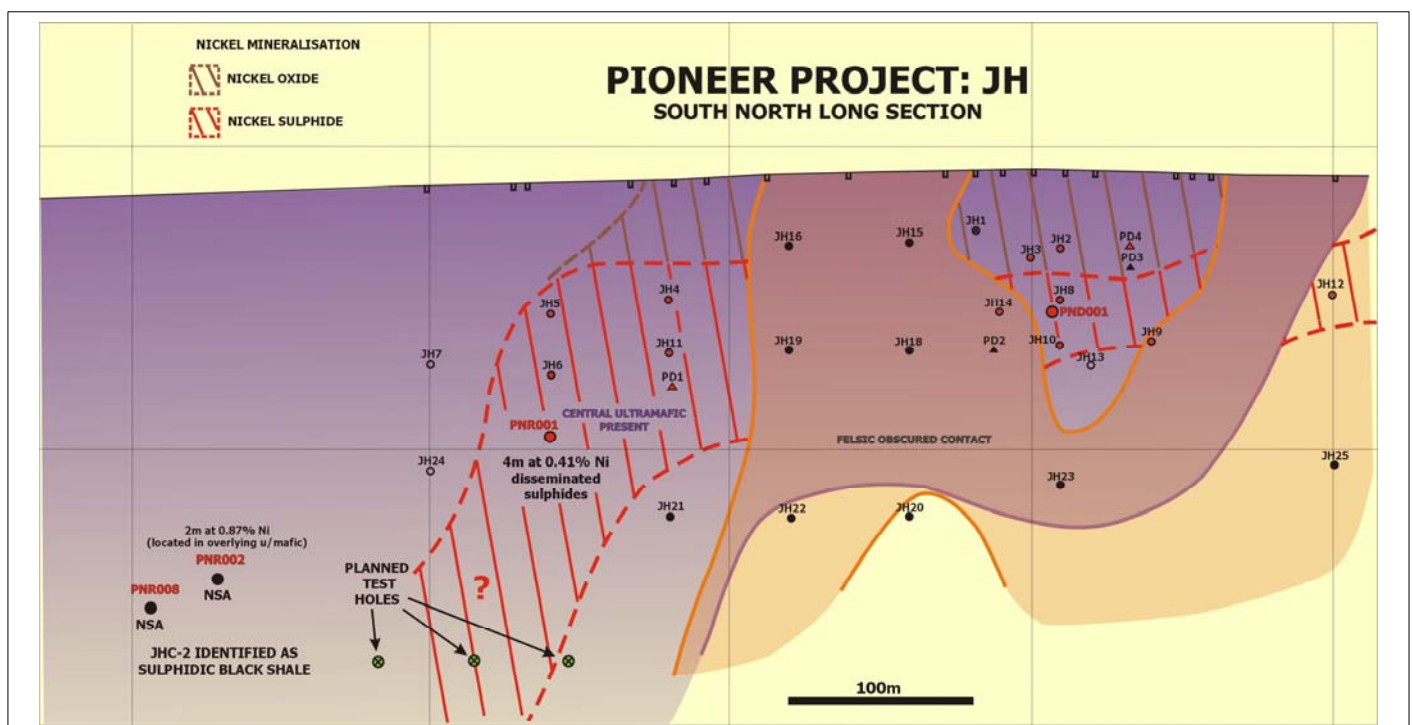 NICKEL MINERALISATION
NICKEL OXIDE
NICKEL SULPHIDE
PIONEER PROJECT: JH
SOUTH NORTH LONG SECTION
JH1
JH16
JH15
JH3
JH2
PD4
PD3
JH12
JH5
JH4
JH14
JH8
PND001
JH7
JH6
JH11
PD1
JH19
JH18
PD2
JH10
JH13
JH9
CENTRAL ULTRAMAFIC
PRESENT
PNR001
4m at 0.41% Ni
disseminated
sulphides
FELSIC OBSCURED CONTACT
JH24
JH21
JH22
JH20
JH23
JH25
2m at 0.87% Ni
(located in overlying u/mafic)
PNR002
NSA
PNR008
NSA
PLANNED
TEST
HOLES
?
JHC-2 IDENTIFIED AS
SULPHIDIC BLACK SHALE
100m